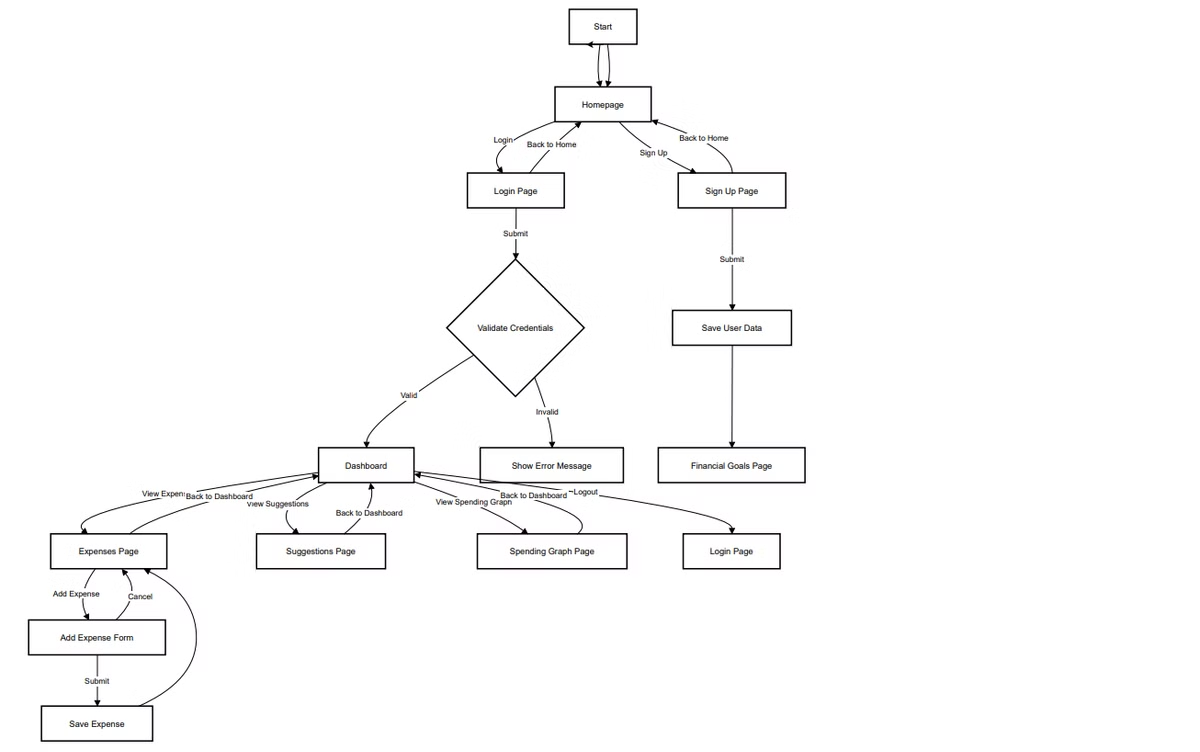 Start
Homepage
Login
Back to Home
Sign Up
Back to Home
Login Page
Sign Up Page
Submit
Submit
Validate Credentials
Save User Data
Valid
Invalid
Dashboard
Show Error Message
Financial Goals Page
View Expen
Back to Dashboard
View Suggestions
Back to Dashboard
View Spending Graph
Back to Dashboard
Logout
Expenses Page
Suggestions Page
Spending Graph Page
Login Page
Add Expense
Cancel
Add Expense Form
Submit
Save Expense